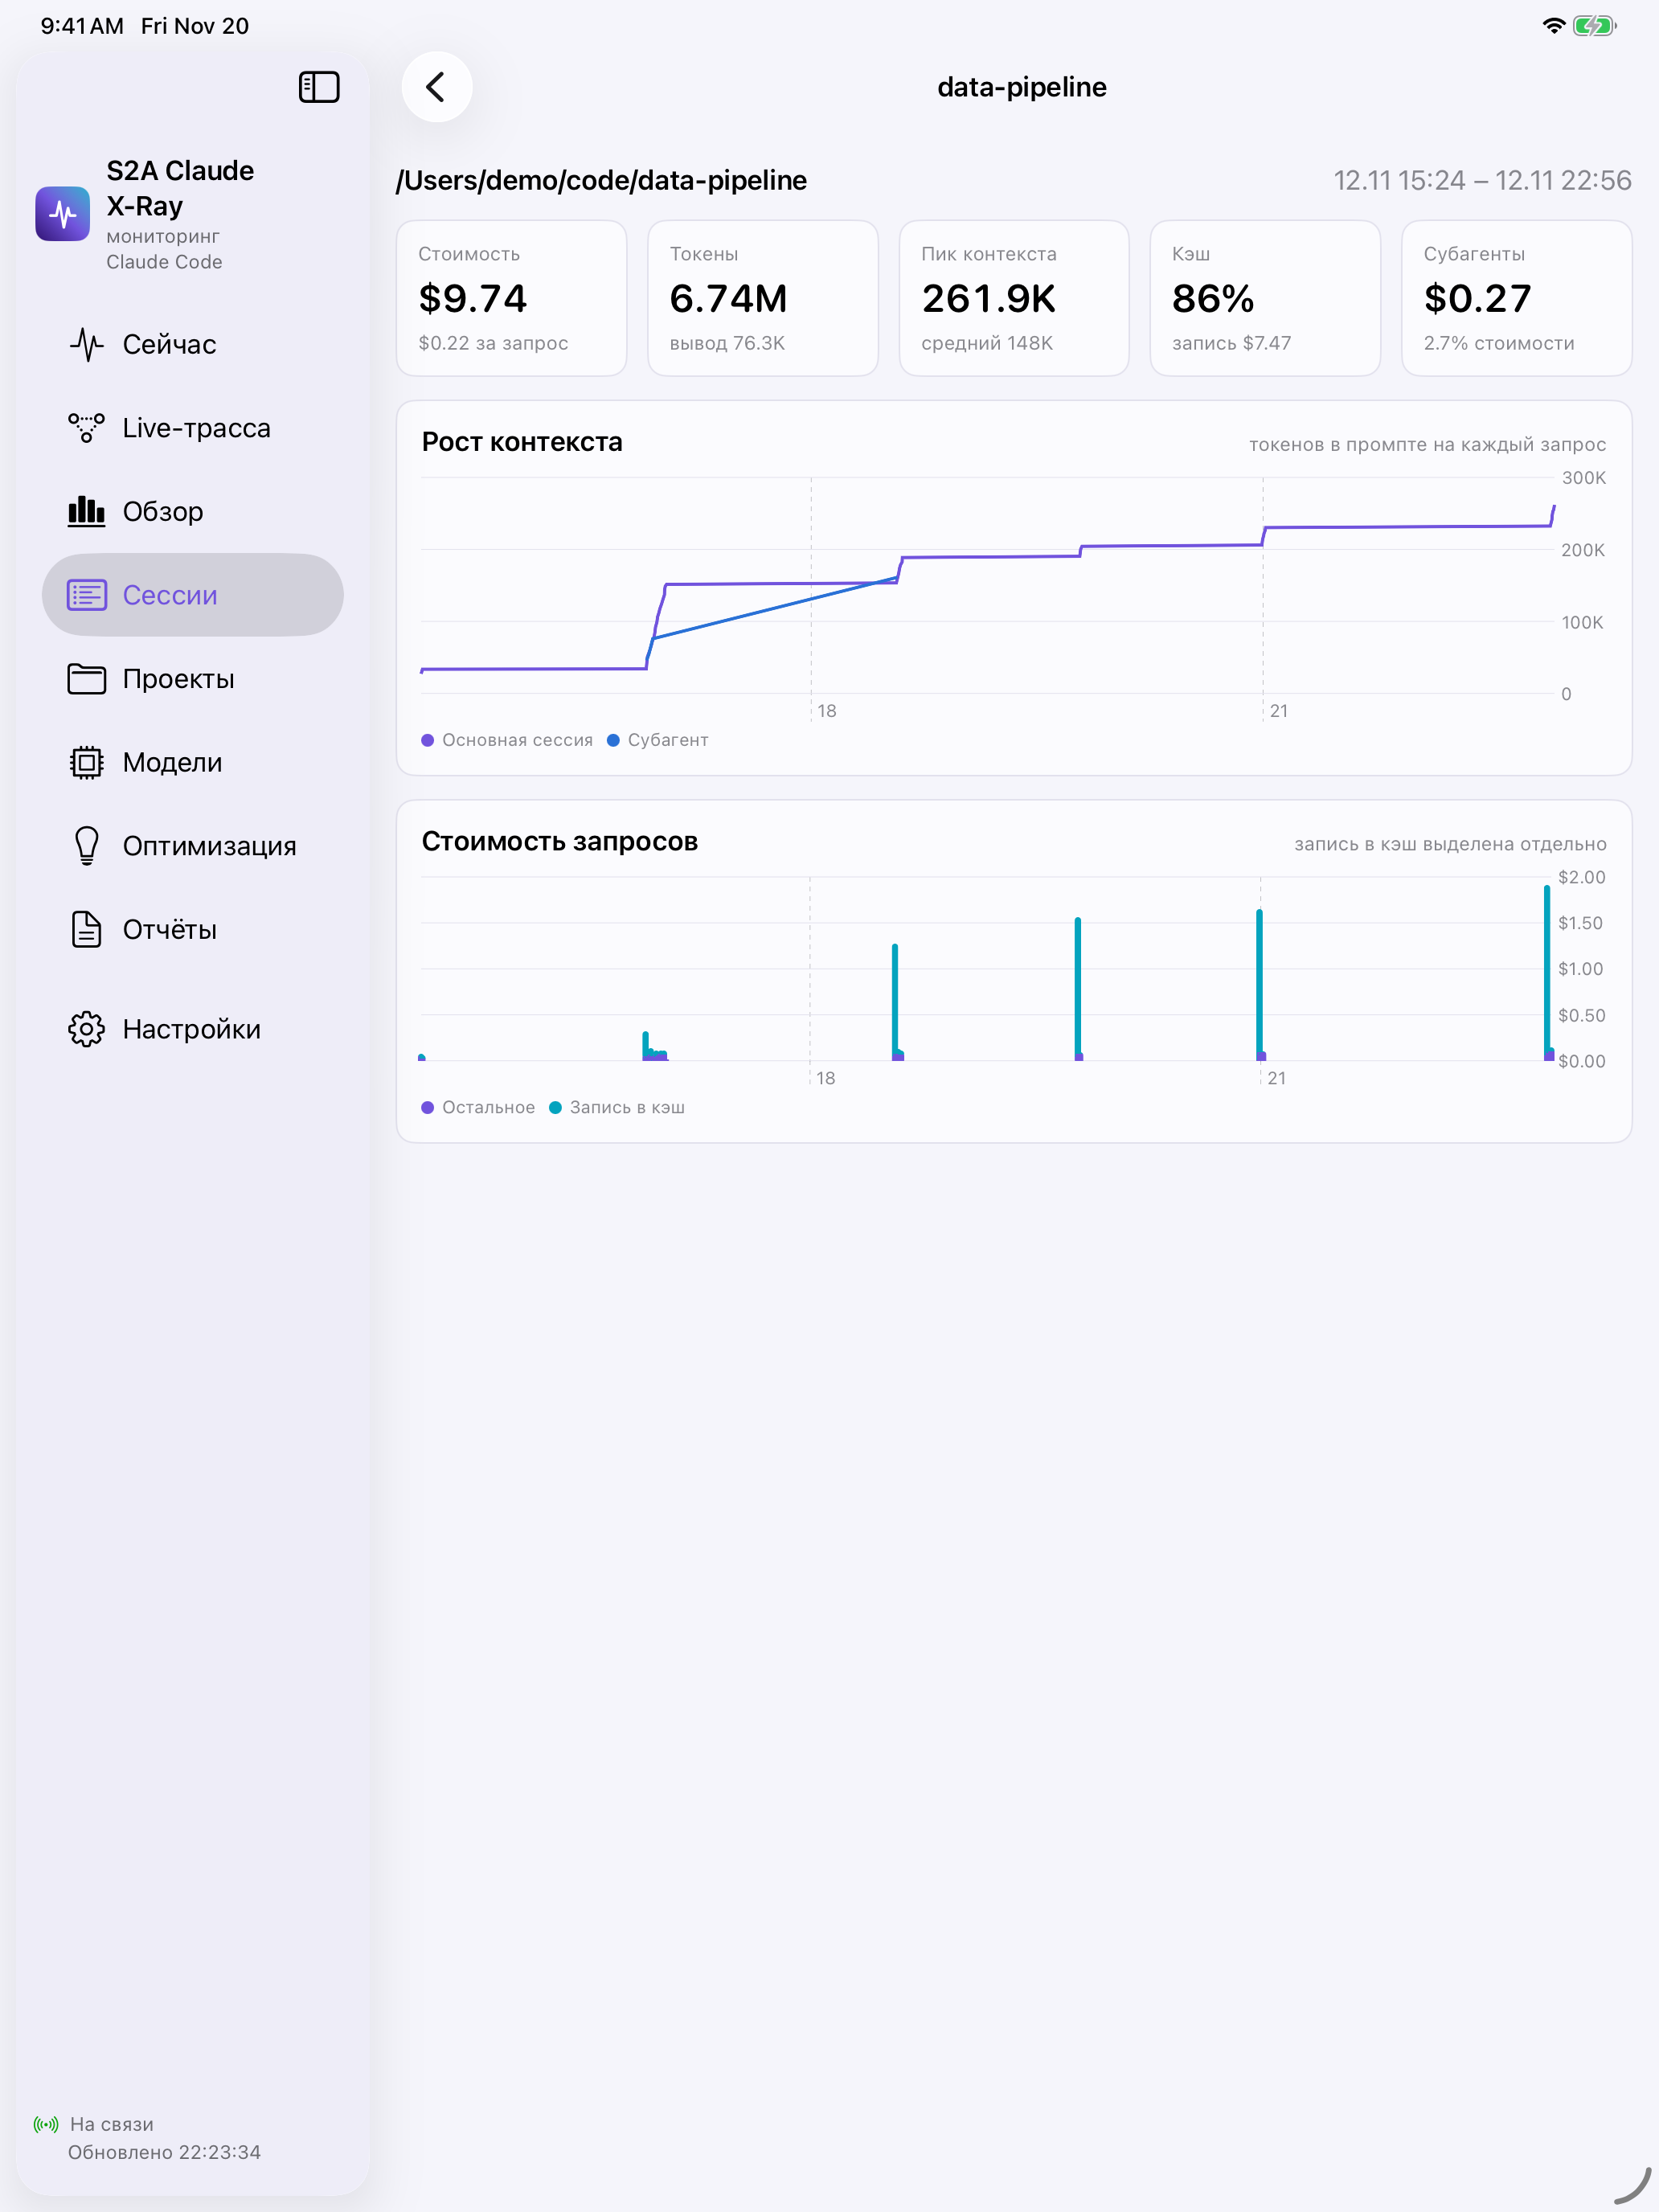 9:41 AM Fri Nov 20
S2A Claude
X-Ray
мониторинг
Claude Code
Сейчас
Live-трасса
Обзор
Сессии
Проекты
Модели
Оптимизация
Отчёты
Настройки
На связи
Обновлено 22:23:34
data-pipeline
/Users/demo/code/data-pipeline
12.11 15:24 – 12.11 22:56
Стоимость
$9.74
$0.22 за запрос
Токены
6.74M
вывод 76.3K
Пик контекста
261.9K
средний 148K
Кэш
86%
запись $7.47
Субагенты
$0.27
2.7% стоимости
Рост контекста
токенов в промпте на каждый запрос
300K
200K
100K
0
18
21
Основная сессия
Субагент
Стоимость запросов
запись в кэш выделена отдельно
$2.00
$1.50
$1.00
$0.50
$0.00
18
21
Остальное
Запись в кэш